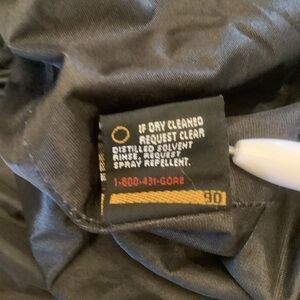 IF DRY CLEANED
REQUEST CLEAR
DISTILLED SOLVENT
RINSE, REQUEST
SPRAY REPELLENT.
1-800-431-GORE